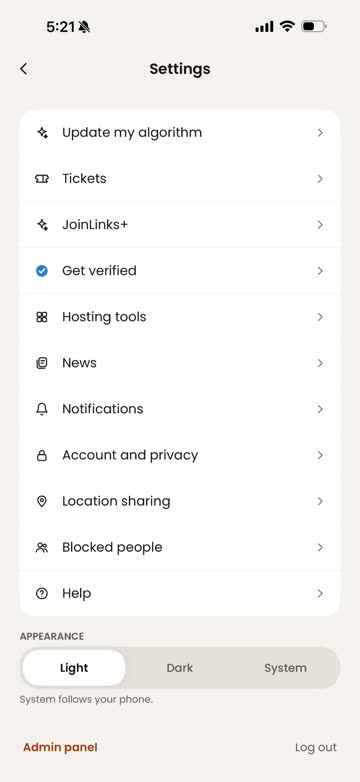 5:21
Settings
Update my algorithm
Tickets
JoinLinks+
Get verified
Hosting tools
News
Notifications
Account and privacy
Location sharing
Blocked people
Help
APPEARANCE
Light Dark System
System follows your phone.
Admin panel Log out